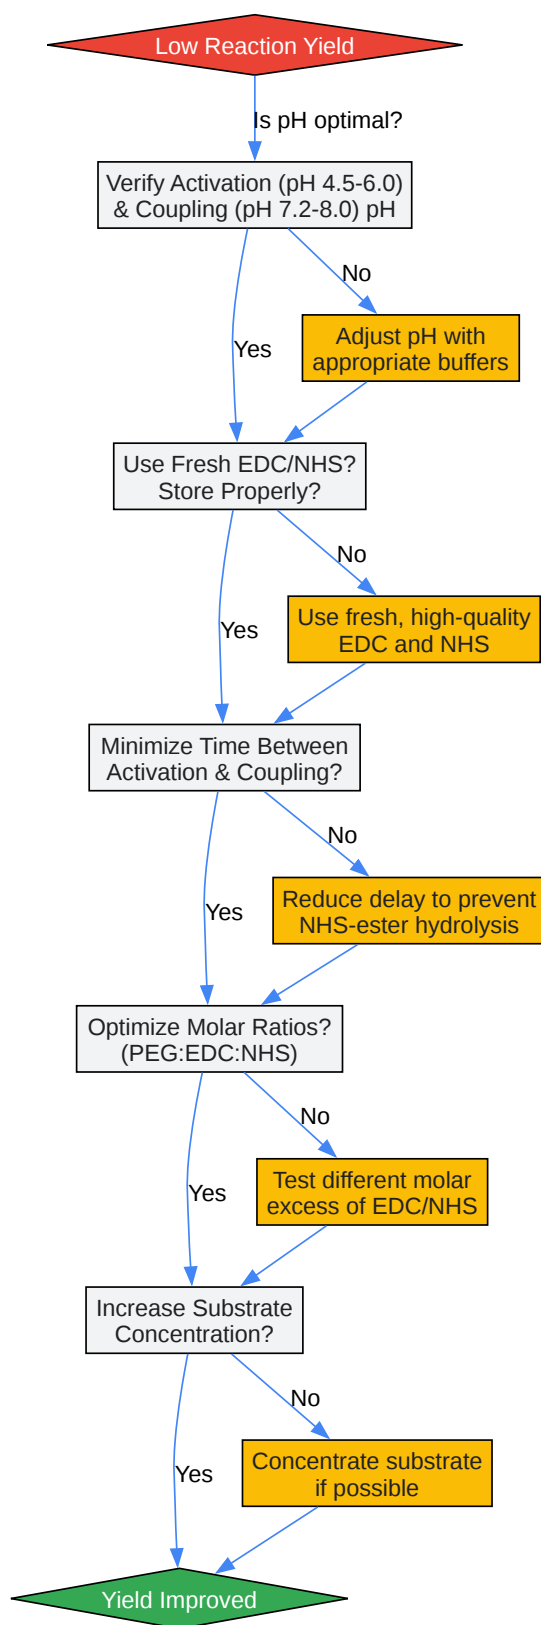 Low Reaction Yield
Is pH optimal?
Verify Activation (pH 4.5-6.0)
& Coupling (pH 7.2-8.0) pH
No
Yes
Adjust pH with
appropriate buffers
Use Fresh EDC/NHS?
Store Properly?
No
Yes
Use fresh, high-quality
EDC and NHS
Minimize Time Between
Activation & Coupling?
No
Yes
Reduce delay to prevent
NHS-ester hydrolysis
Optimize Molar Ratios?
(PEG:EDC:NHS)
No
Yes
Test different molar
excess of EDC/NHS
Increase Substrate
Concentration?
No
Yes
Concentrate substrate
if possible
Yield Improved